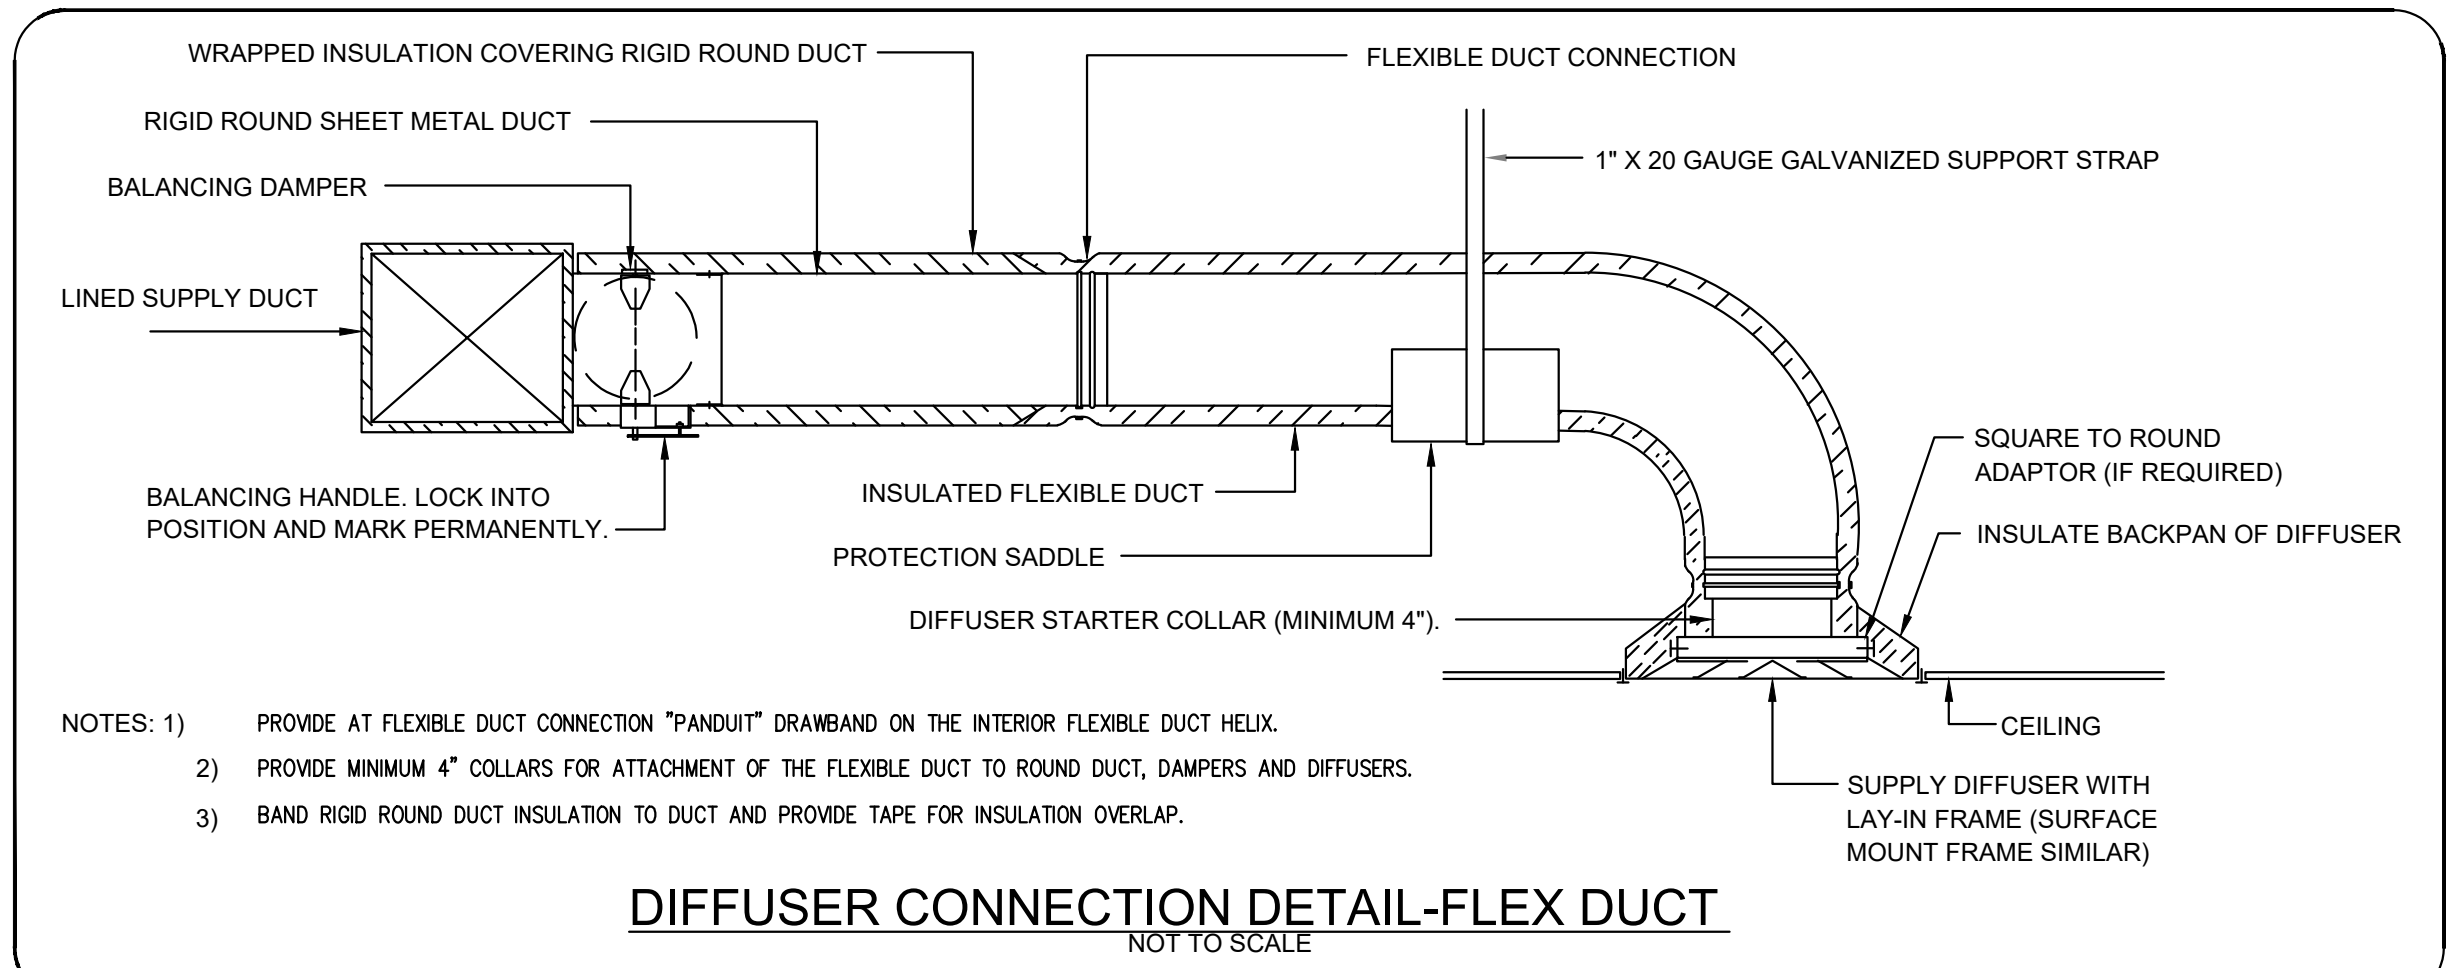 WRAPPED INSULATION COVERING RIGID ROUND DUCT
FLEXIBLE DUCT CONNECTION
RIGID ROUND SHEET METAL DUCT
1" X 20 GAUGE GALVANIZED SUPPORT STRAP
BALANCING DAMPER
LINED SUPPLY DUCT
SQUARE TO ROUND
ADAPTOR (IF REQUIRED)
BALANCING HANDLE. LOCK INTO
POSITION AND MARK PERMANENTLY.
INSULATED FLEXIBLE DUCT
INSULATE BACKPAN OF DIFFUSER
PROTECTION SADDLE
DIFFUSER STARTER COLLAR (MINIMUM 4").
NOTES: 1) PROVIDE AT FLEXIBLE DUCT CONNECTION "PANDUIT" DRAWBAND ON THE INTERIOR FLEXIBLE DUCT HELIX.
2) PROVIDE MINIMUM 4" COLLARS FOR ATTACHMENT OF THE FLEXIBLE DUCT TO ROUND DUCT, DAMPERS AND DIFFUSERS.
3) BAND RIGID ROUND DUCT INSULATION TO DUCT AND PROVIDE TAPE FOR INSULATION OVERLAP.
CEILING
SUPPLY DIFFUSER WITH
LAY-IN FRAME (SURFACE
MOUNT FRAME SIMILAR)
DIFFUSER CONNECTION DETAIL-FLEX DUCT
NOT TO SCALE